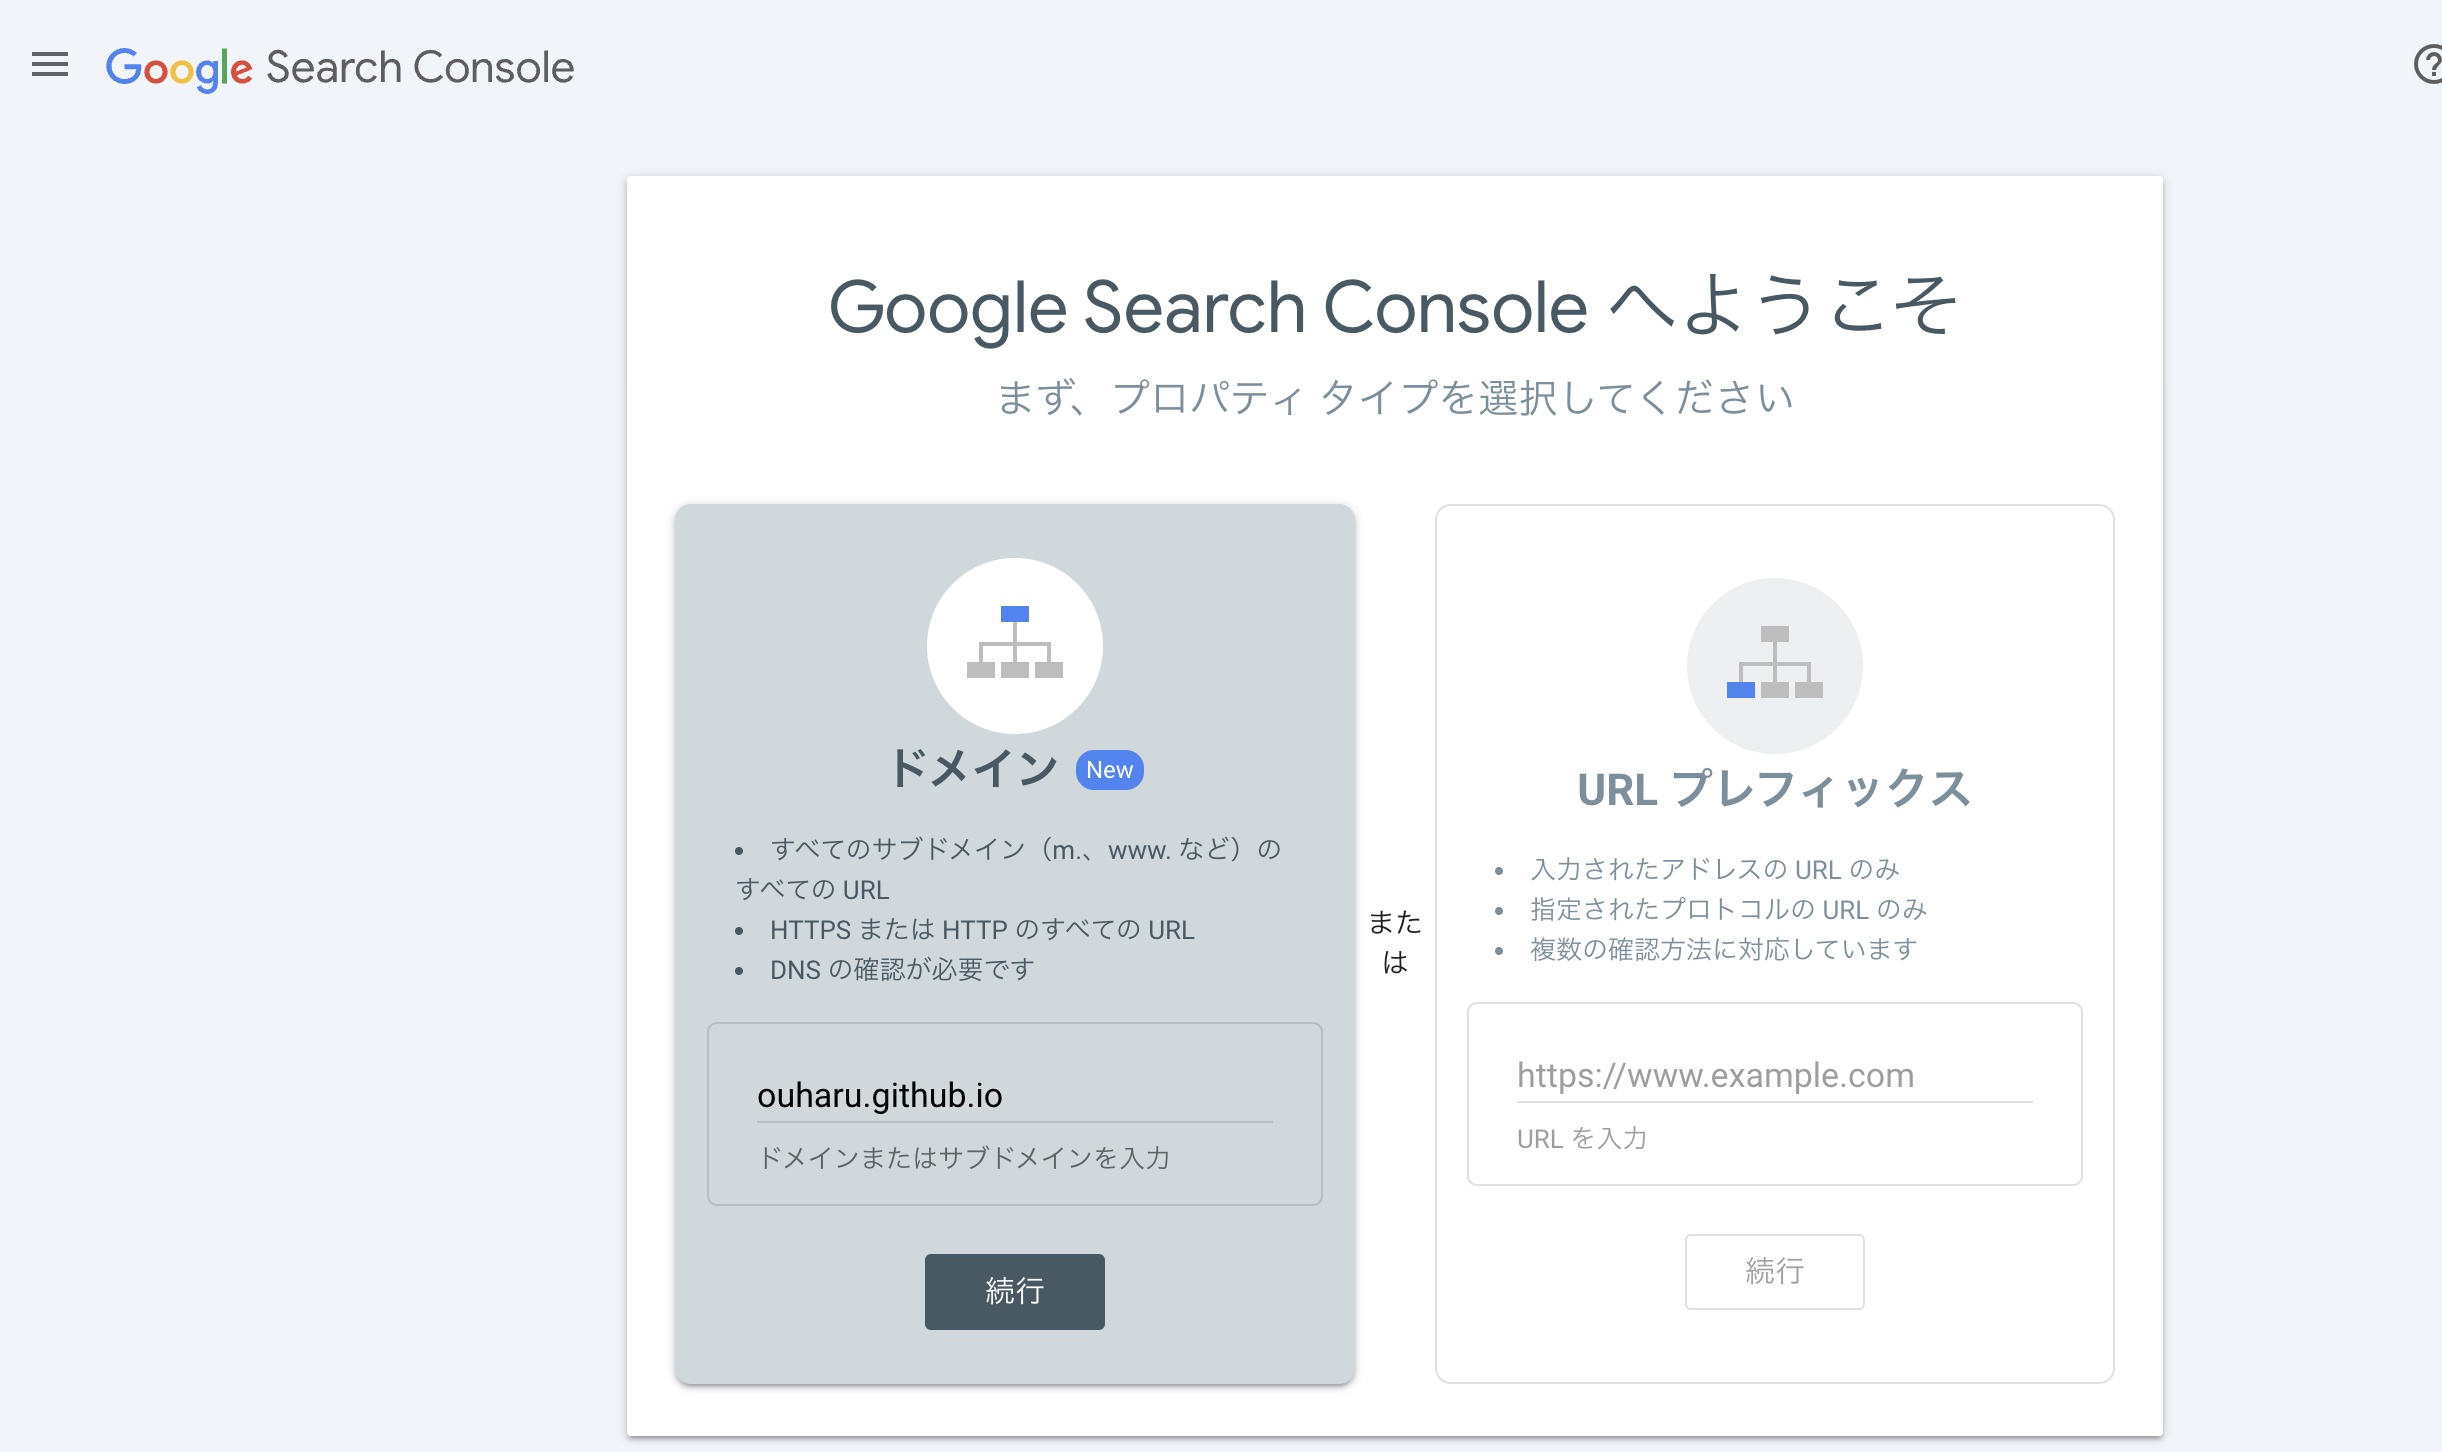 Google Search Console
Google Search Console へようこそ
まず、プロパティ タイプを選択してください
ドメイン New
• すべてのサブドメイン（m.、www. など）の
すべての URL
• HTTPS または HTTP のすべての URL
• DNS の確認が必要です
ouharu.github.io
ドメインまたはサブドメインを入力
続行
また
は
URL プレフィックス
• 入力されたアドレスの URL のみ
• 指定されたプロトコルの URL のみ
• 複数の確認方法に対応しています
https://www.example.com
URL を入力
続行